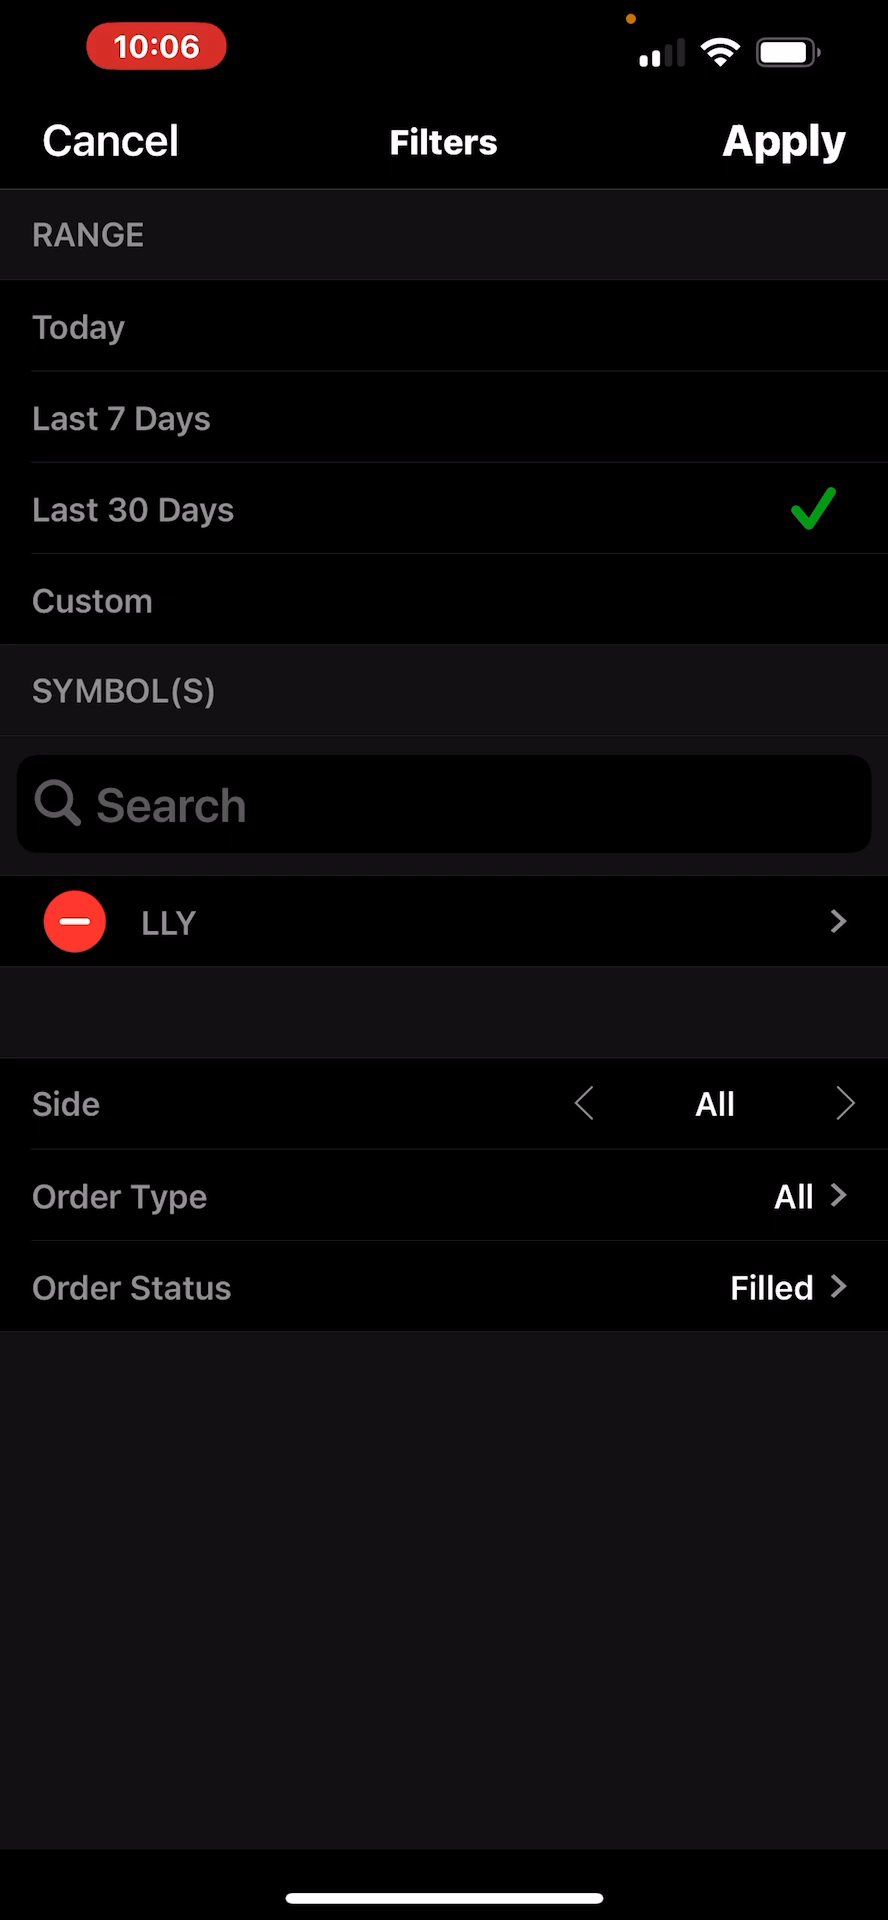 10:06
Cancel Filters Apply
RANGE
Today
Last 7 Days
Last 30 Days
Custom
SYMBOL(S)
Search
LLY
Side All
Order Type All
Order Status Filled